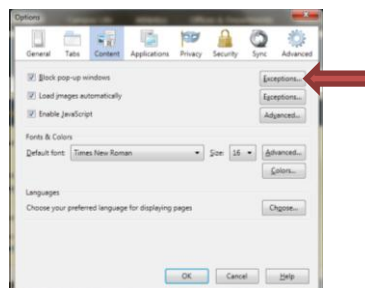 Options
General Tabs Content Applications Privacy Security Sync Advanced
Block pop-up windows Exceptions...
Load images automatically Exceptions...
Enable JavaScript Advanced...
Fonts & Colors
Default font: Times New Roman Size: 16 Advanced...
Colors...
Languages
Choose your preferred language for displaying pages Choose...
OK Cancel Help